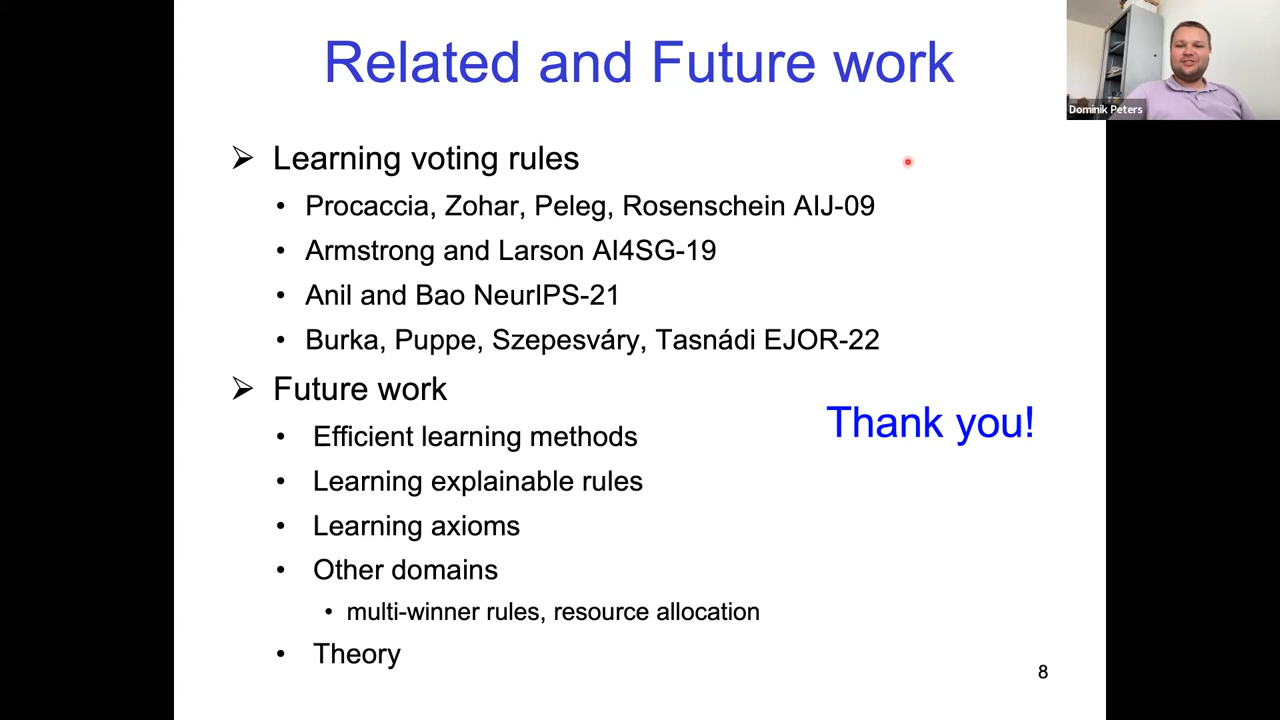 Related and Future work
Dominik Peters
➢ Learning voting rules
• Procaccia, Zohar, Peleg, Rosenschein AIJ-09
• Armstrong and Larson AI4SG-19
• Anil and Bao NeurIPS-21
• Burka, Puppe, Szepesváry, Tasnádi EJOR-22
➢ Future work
Thank you!
• Efficient learning methods
• Learning explainable rules
• Learning axioms
• Other domains
• multi-winner rules, resource allocation
• Theory
8